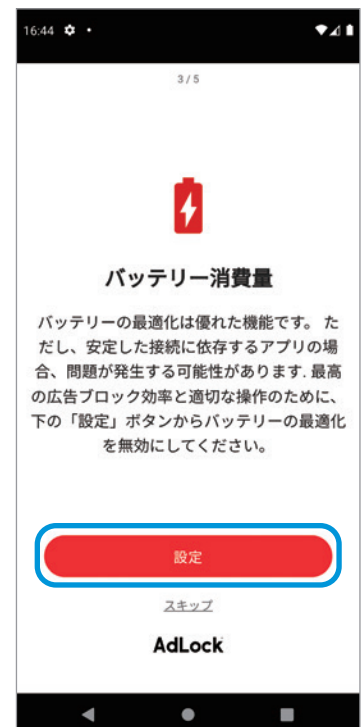 16:44
3 / 5
バッテリー消費量
バッテリーの最適化は優れた機能です。 た
だし、安定した接続に依存するアプリの場
合、問題が発生する可能性があります. 最高
の広告ブロック効率と適切な操作のために、
下の「設定」ボタンからバッテリーの最適化
を無効にしてください。
設定
スキップ
AdLock